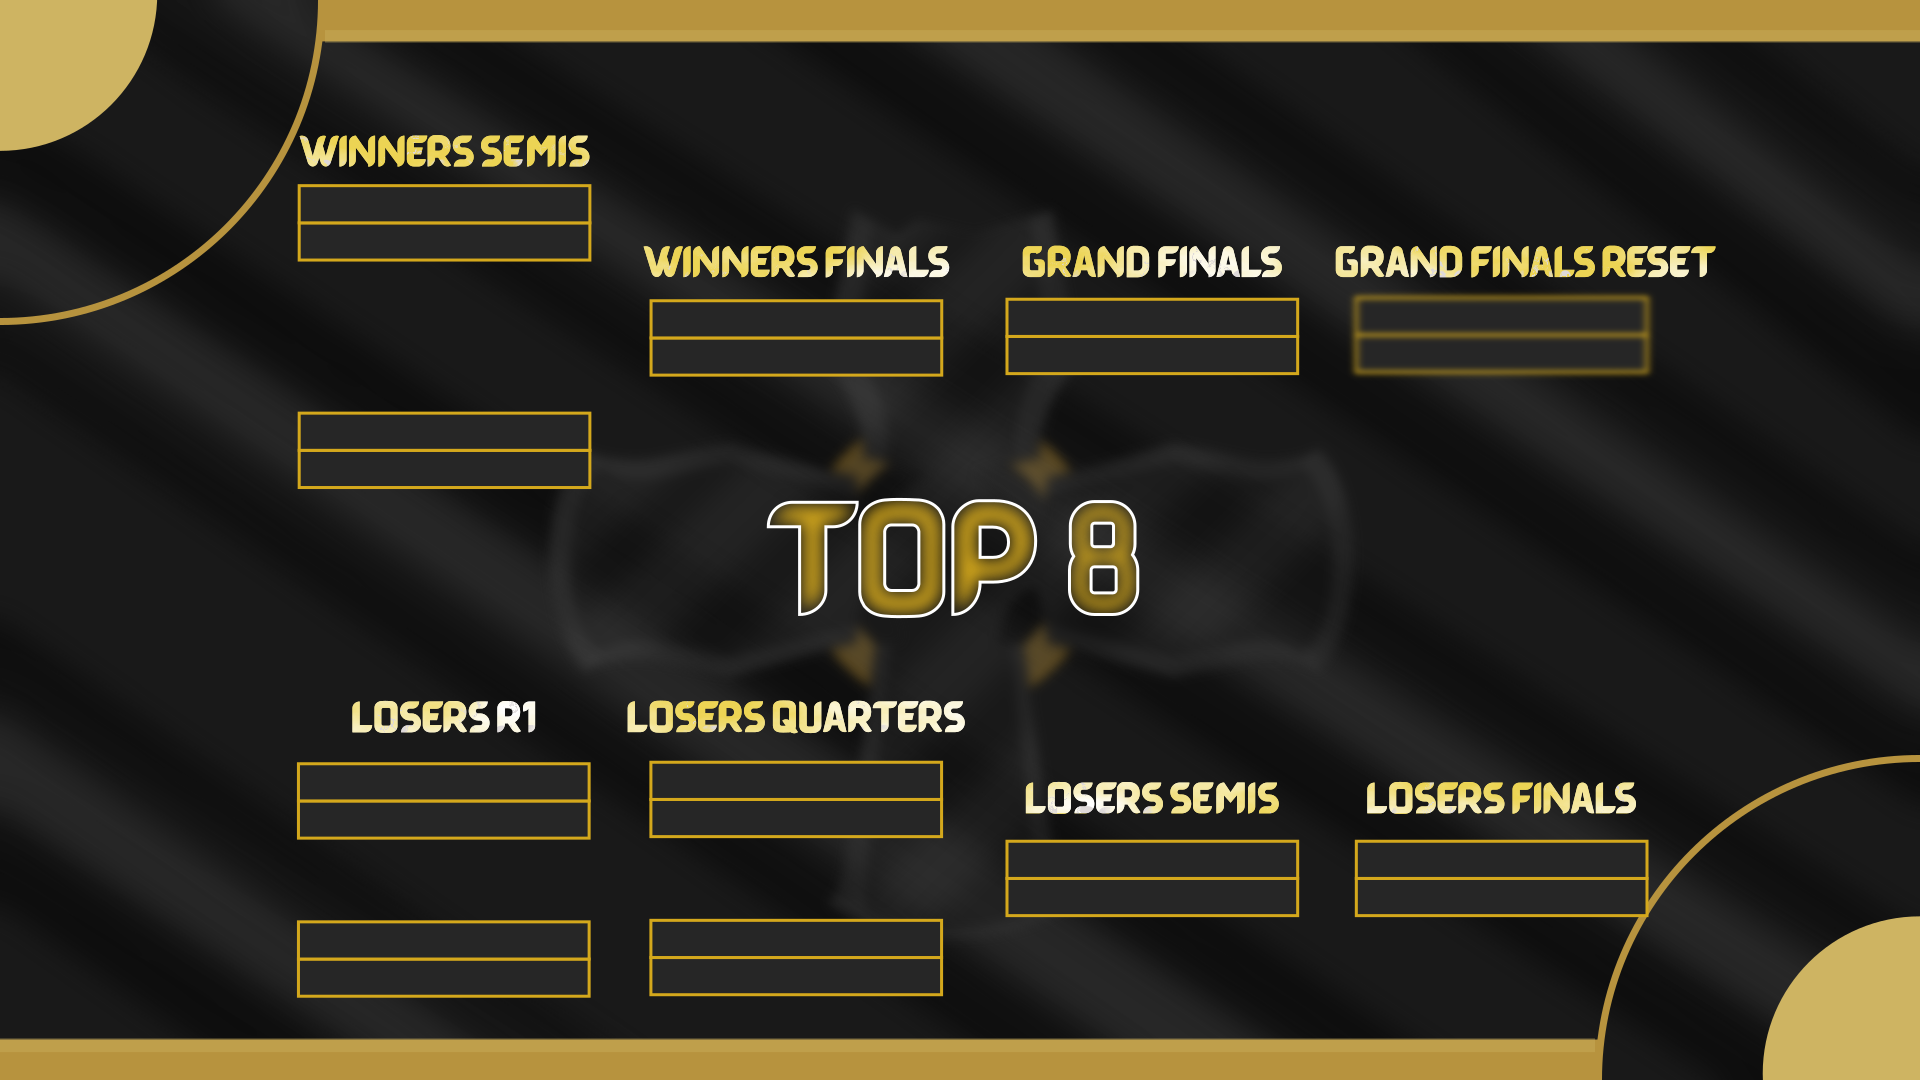 WINNERS SEMIS
WINNERS FINALS
GRAND FINALS
GRAND FINALS RESET
TOP 8
LOSERS R1
LOSERS QUARTERS
LOSERS SEMIS
LOSERS FINALS